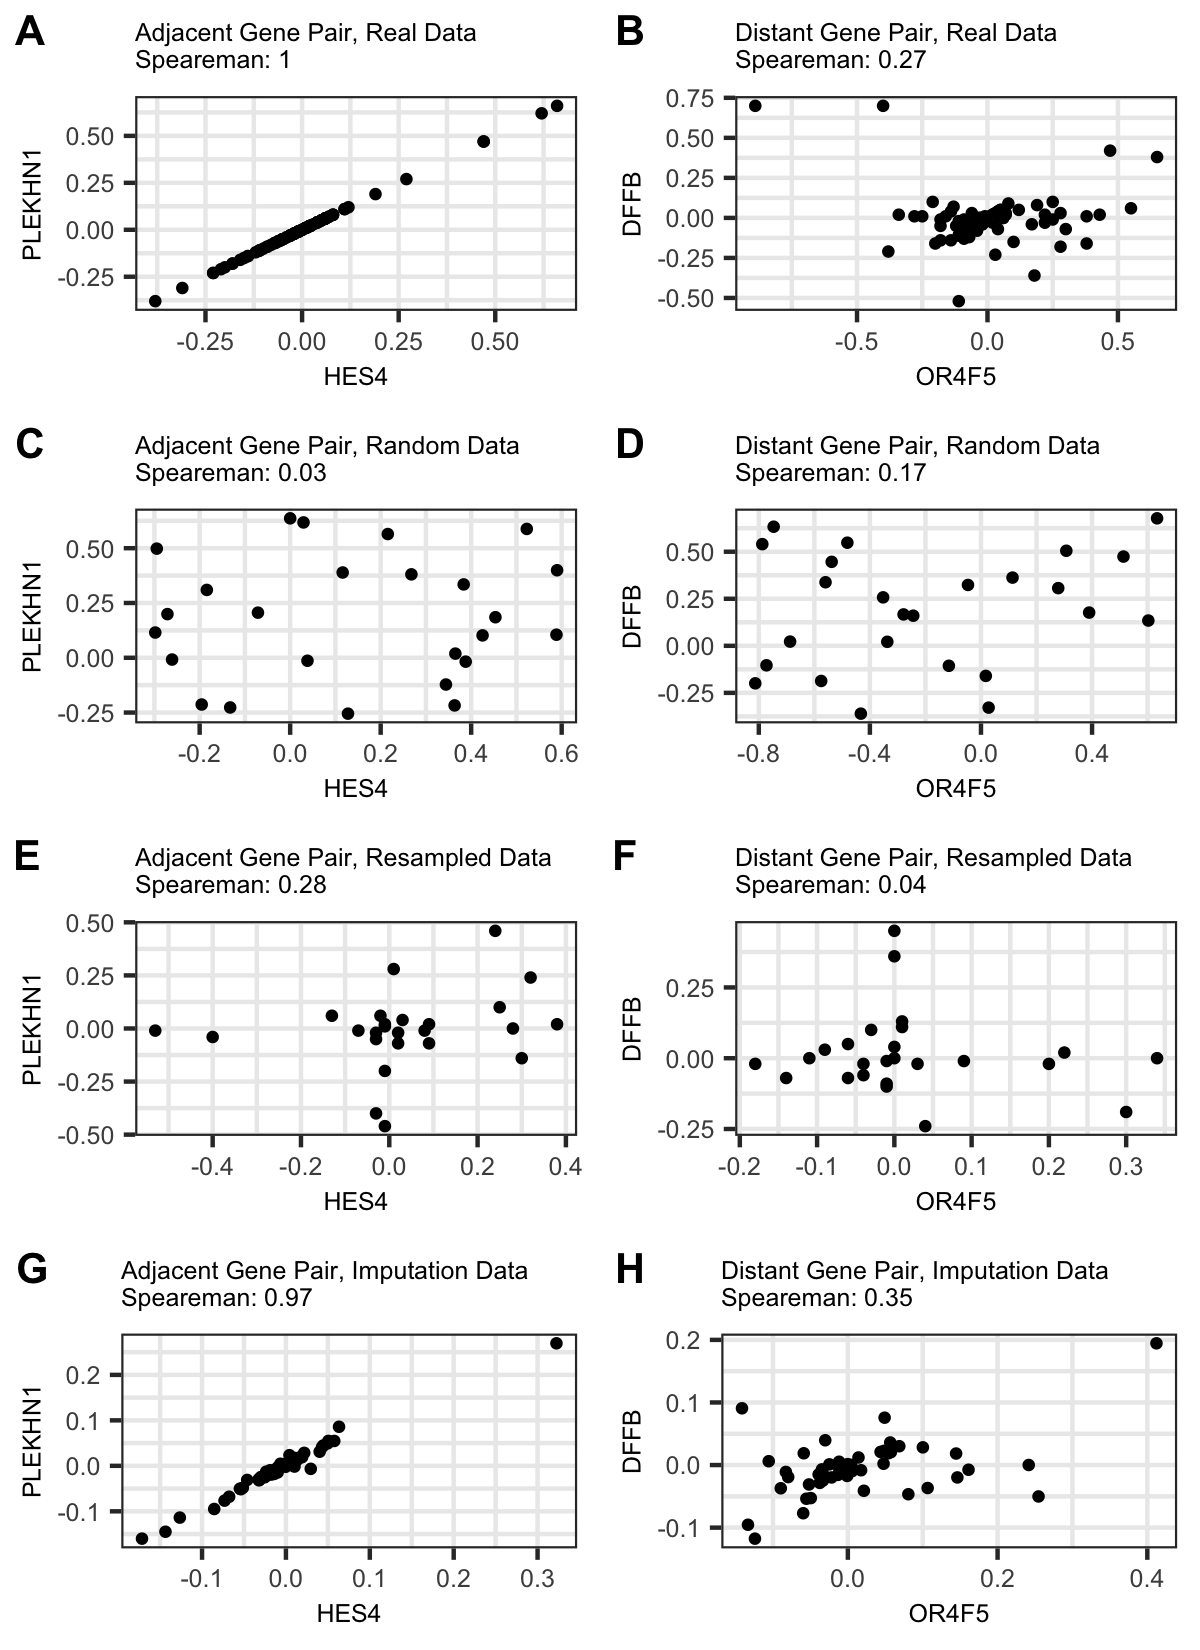 A
Adjacent Gene Pair, Real Data
Speareman: 1
PLEKHN1
0.50
0.25
0.00
-0.25
-0.25 0.00 0.25 0.50
HES4
B
Distant Gene Pair, Real Data
Speareman: 0.27
DFFB
0.75
0.50
0.25
0.00
-0.25
-0.50
-0.5 0.0 0.5
OR4F5
C
Adjacent Gene Pair, Random Data
Speareman: 0.03
PLEKHN1
0.50
0.25
0.00
-0.25
-0.2 0.0 0.2 0.4 0.6
HES4
D
Distant Gene Pair, Random Data
Speareman: 0.17
DFFB
0.50
0.25
0.00
-0.25
-0.8 -0.4 0.0 0.4
OR4F5
E
Adjacent Gene Pair, Resampled Data
Speareman: 0.28
PLEKHN1
0.50
0.25
0.00
-0.25
-0.50
-0.4 -0.2 0.0 0.2 0.4
HES4
F
Distant Gene Pair, Resampled Data
Speareman: 0.04
DFFB
0.25
0.00
-0.25
-0.2 -0.1 0.0 0.1 0.2 0.3
OR4F5
G
Adjacent Gene Pair, Imputation Data
Speareman: 0.97
PLEKHN1
0.2
0.1
0.0
-0.1
-0.1 0.0 0.1 0.2 0.3
HES4
H
Distant Gene Pair, Imputation Data
Speareman: 0.35
DFFB
0.2
0.1
0.0
-0.1
0.0 0.2 0.4
OR4F5